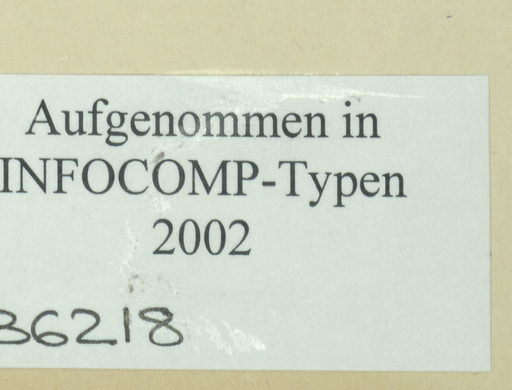 Aufgenommen in
INFOCOMP-Typen
2002
36218